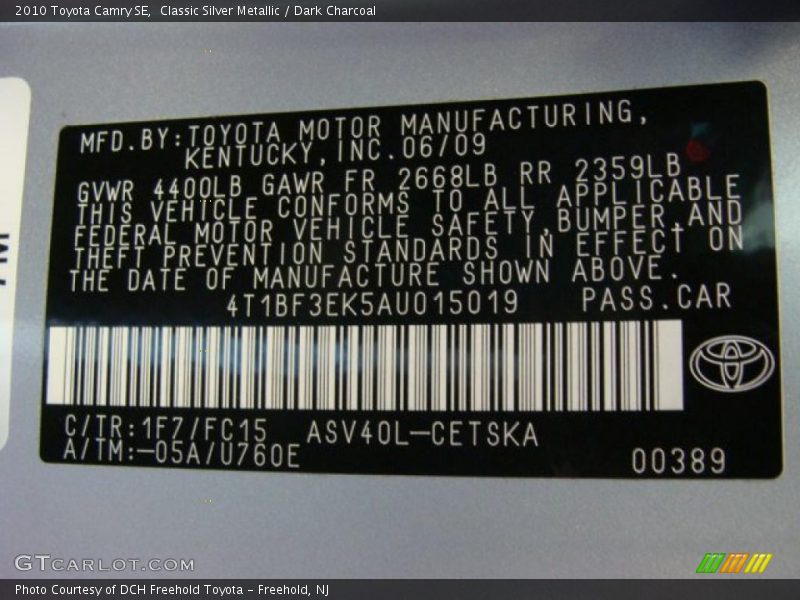 2010 Toyota Camry SE,  Classic Silver Metallic / Dark Charcoal
MFD.BY:TOYOTA MOTOR MANUFACTURING,
KENTUCKY,INC.06/09
GVWR 4400LB GAWR FR 2668LB RR 2359LB
THIS VEHICLE CONFORMS TO ALL APPLICABLE
FEDERAL MOTOR VEHICLE SAFETY,BUMPER,AND
THEFT PREVENTION STANDARDS IN EFFECT ON
THE DATE OF MANUFACTURE SHOWN ABOVE.
4T1BF3EK5AU015019 PASS.CAR
C/TR:1F7/FC15 ASV40L-CETSKA
A/TM:-05A/U760E
00389
GTCARLOT.COM
Photo Courtesy of DCH Freehold Toyota - Freehold, NJ